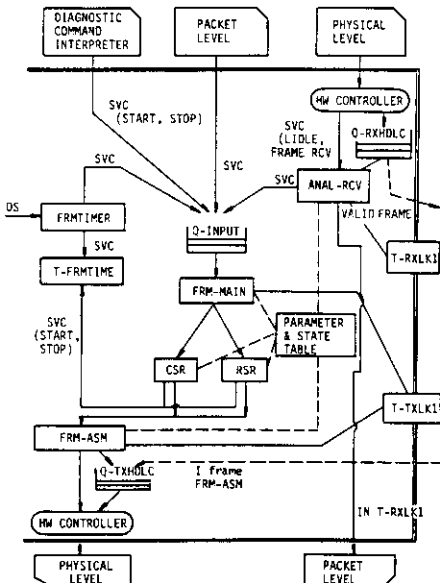 DIAGNOSTIC
COMMAND
INTERPRETER
PACKET
LEVEL
PHYSICAL
LEVEL
HW CONTROLLER
SVC
(START, STOP)
SVC
(LIDLE,
FRAME RCV
Q-RXHDLC
SVC
SVC
SVC
ANAL-RCV
VALID FRAME
OS
FRMTIMER
Q-INPUT
T-RXLK1
SVC
T-FRMTIME
FRM-MAIN
SVC
(START,
STOP)
PARAMETER
& STATE
TABLE
CSR
RSR
T-TXLK1
FRM-ASM
Q-TXHDLC
I frame
FRM-ASM
HW CONTROLLER
IN T-RXLK1
PHYSICAL
LEVEL
PACKET
LEVEL